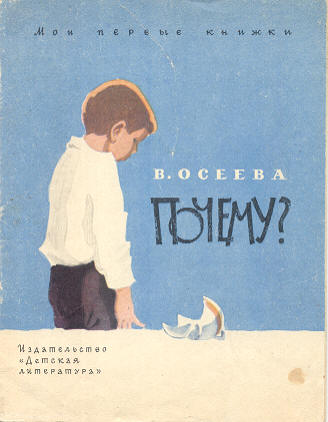 Мои первые книжки
В. ОСЕЕВА
ПОЧЕМУ?
Издательство
«Детская
литература»